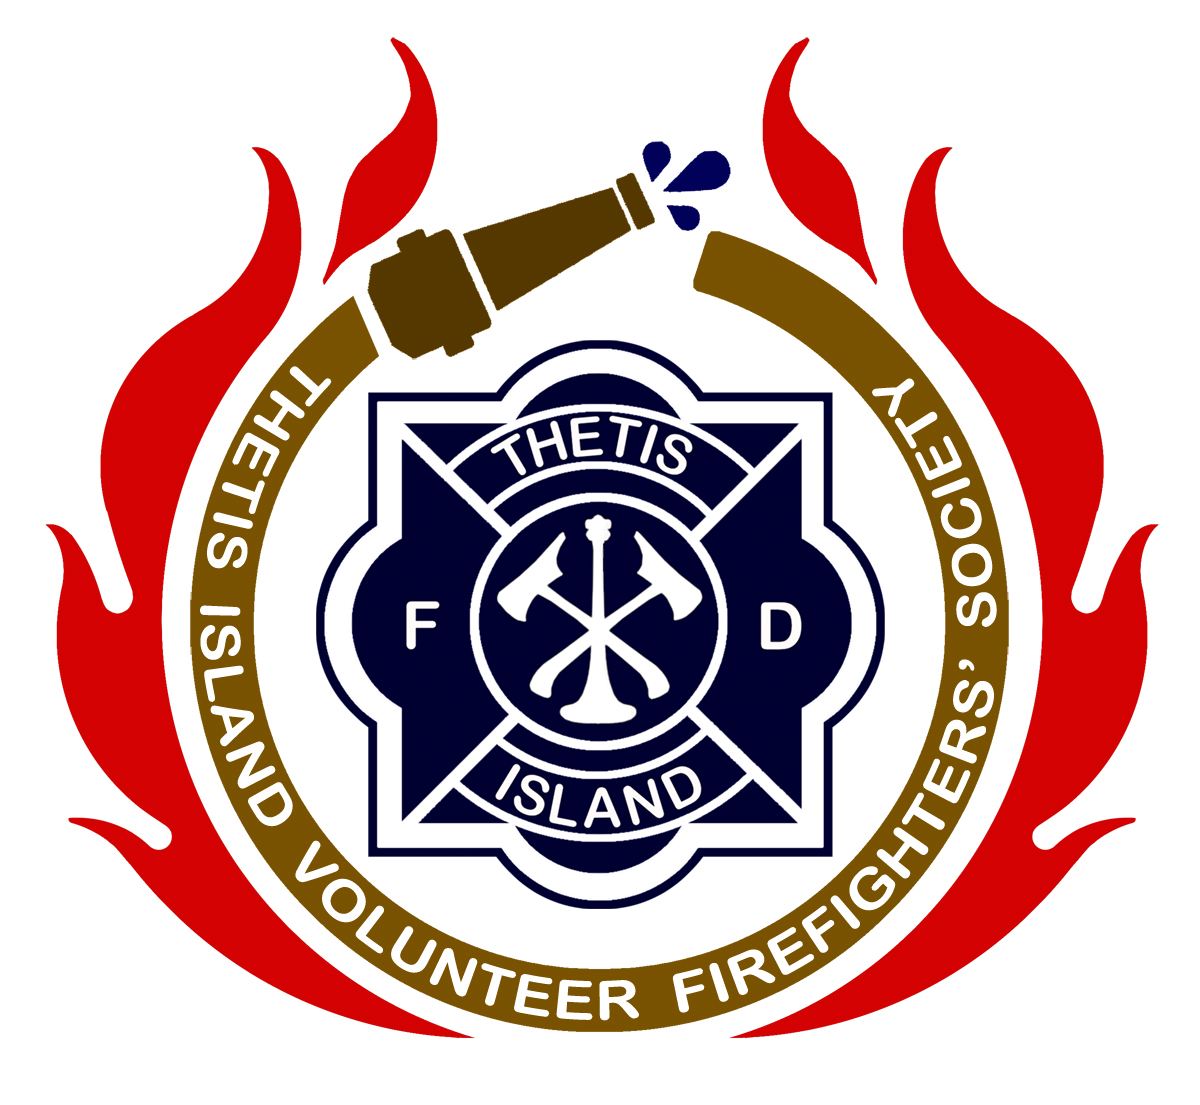 THETIS ISLAND VOLUNTEER FIREFIGHTERS' SOCIETY
THETIS
F D
ISLAND